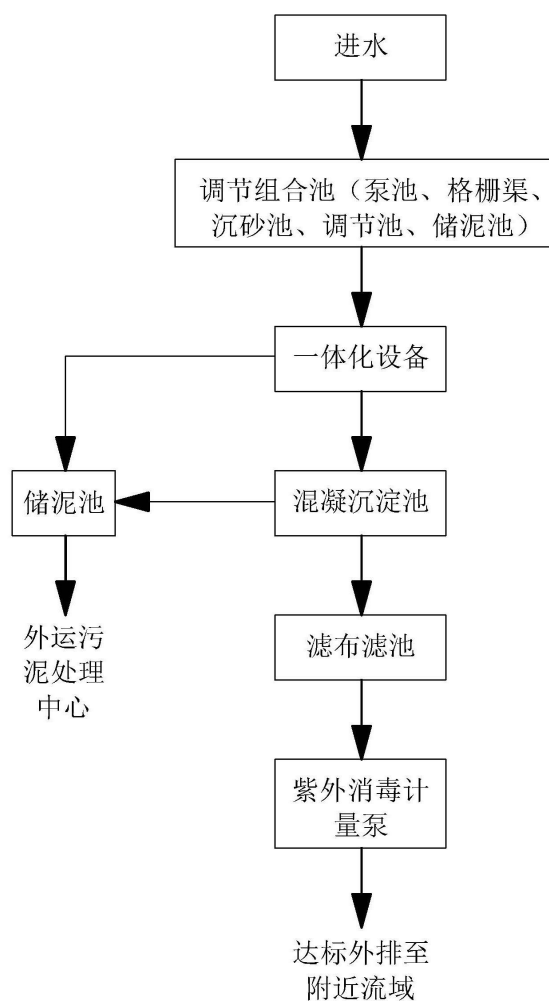 进水
调节组合池（泵池、格栅渠、
沉砂池、调节池、储泥池）
一体化设备
储泥池
混凝沉淀池
外运污
泥处理
中心
滤布滤池
紫外消毒计
量泵
达标外排至
附近流域